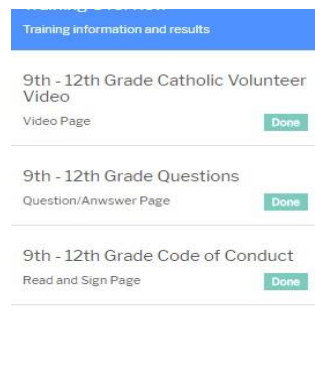 Training information and results
9th - 12th Grade Catholic Volunteer
Video
Video Page
Done
9th - 12th Grade Questions
Question/Anwswer Page
Done
9th - 12th Grade Code of Conduct
Read and Sign Page
Done